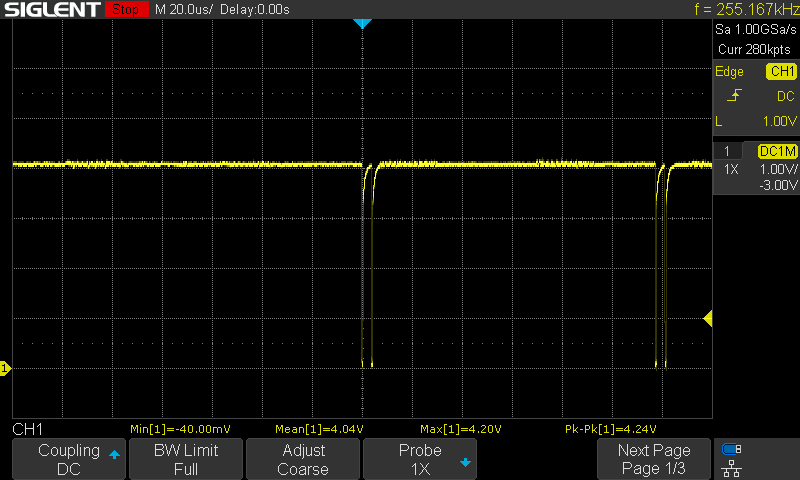 SIGLENT Stop M 20.0us/ Delay:0.00s f = 255.167kHz
Sa 1.00GSa/s
Curr 280kpts
Edge CH1
DC
L 1.00V
1 DC1M
1X 1.00V/
-3.00V
1
CH1 Min[1]=-40.00mV Mean[1]=4.04V Max[1]=4.20V Pk-Pk[1]=4.24V
Coupling BW Limit Adjust Probe Next Page
DC Full Coarse 1X Page 1/3